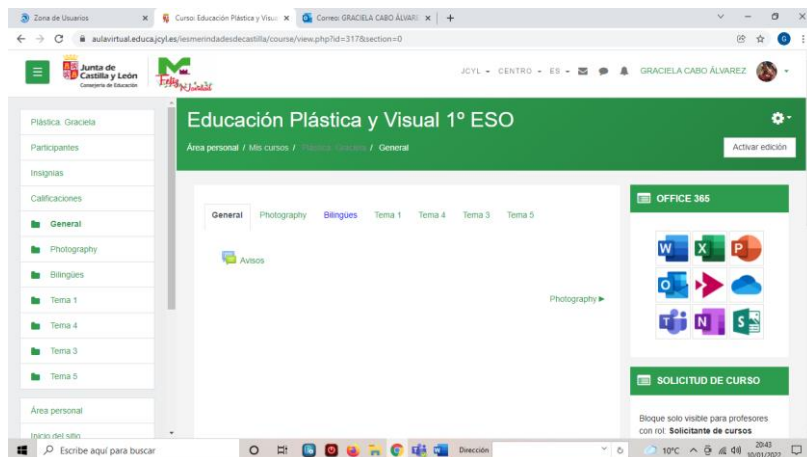 Zona de Usuarios
Curso: Educación Plástica y Visual
Correo: GRACIELA CABO ÁLVAR
aulavirtual.educa.jcyl.es/iesmerindadesdecastilla/course/view.php?id=317&section=0
Junta de
Castilla y León
Consejería de Educación
Feliz Navidad
JCYL CENTRO ES
GRACIELA CABO ÁLVAREZ
Plástica. Graciela
Participantes
Insignias
Calificaciones
General
Photography
Bilingües
Tema 1
Tema 4
Tema 3
Tema 5
Área personal
Inicio del sitio
Educación Plástica y Visual 1º ESO
Área personal / Mis cursos / Plástica. Graciela / General
Activar edición
General Photography Bilingües Tema 1 Tema 4 Tema 3 Tema 5
Avisos
Photography ▶
OFFICE 365
SOLICITUD DE CURSO
Bloque solo visible para profesores
con rol: Solicitante de cursos
Escribe aquí para buscar
Dirección
10°C
20:43
10/01/2022